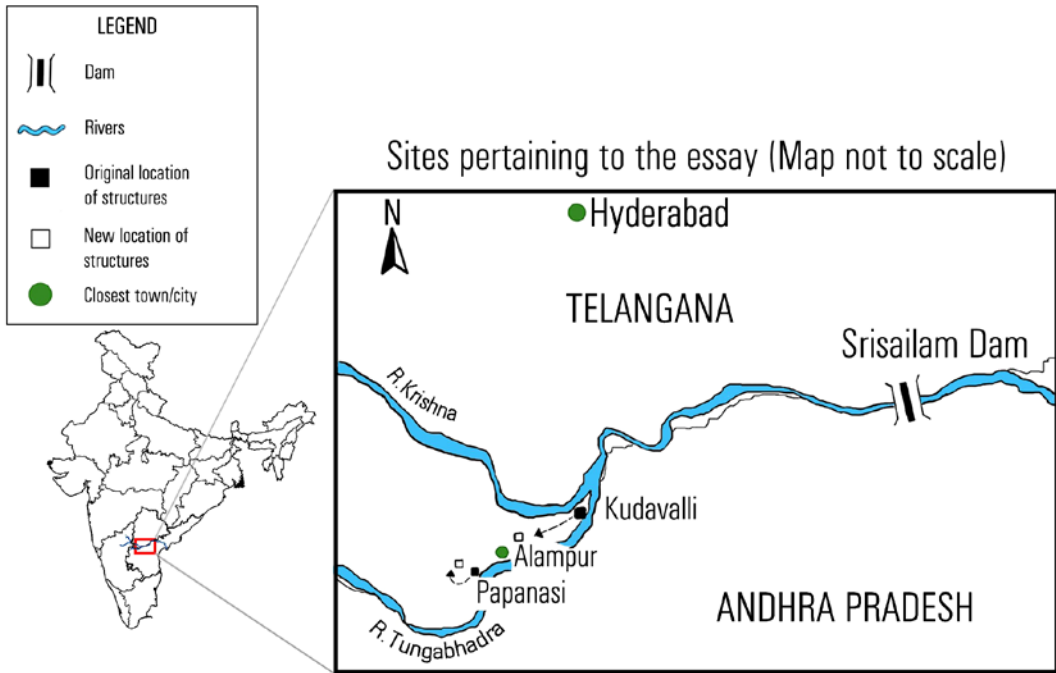 LEGEND
Dam
Rivers
Original location
of structures
New location of
structures
Closest town/city
Sites pertaining to the essay (Map not to scale)
N
Hyderabad
TELANGANA
Srisailam Dam
R.Krishna
Kudavalli
Alampur
Papanasi
R.Tungabhadra
ANDHRA PRADESH